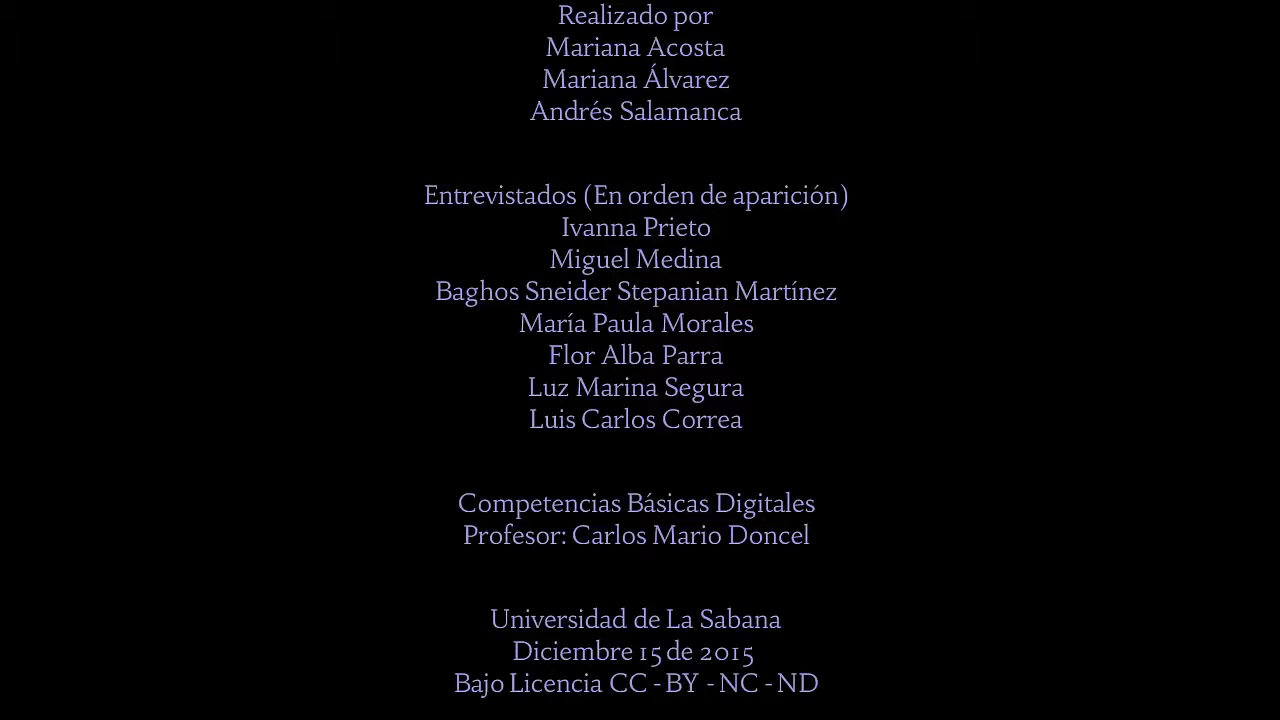 Realizado por
Mariana Acosta
Mariana Álvarez
Andrés Salamanca
Entrevistados (En orden de aparición)
Ivanna Prieto
Miguel Medina
Baghos Sneider Stepanian Martínez
María Paula Morales
Flor Alba Parra
Luz Marina Segura
Luis Carlos Correa
Competencias Básicas Digitales
Profesor: Carlos Mario Doncel
Universidad de La Sabana
Diciembre 15 de 2015
Bajo Licencia CC - BY - NC - ND